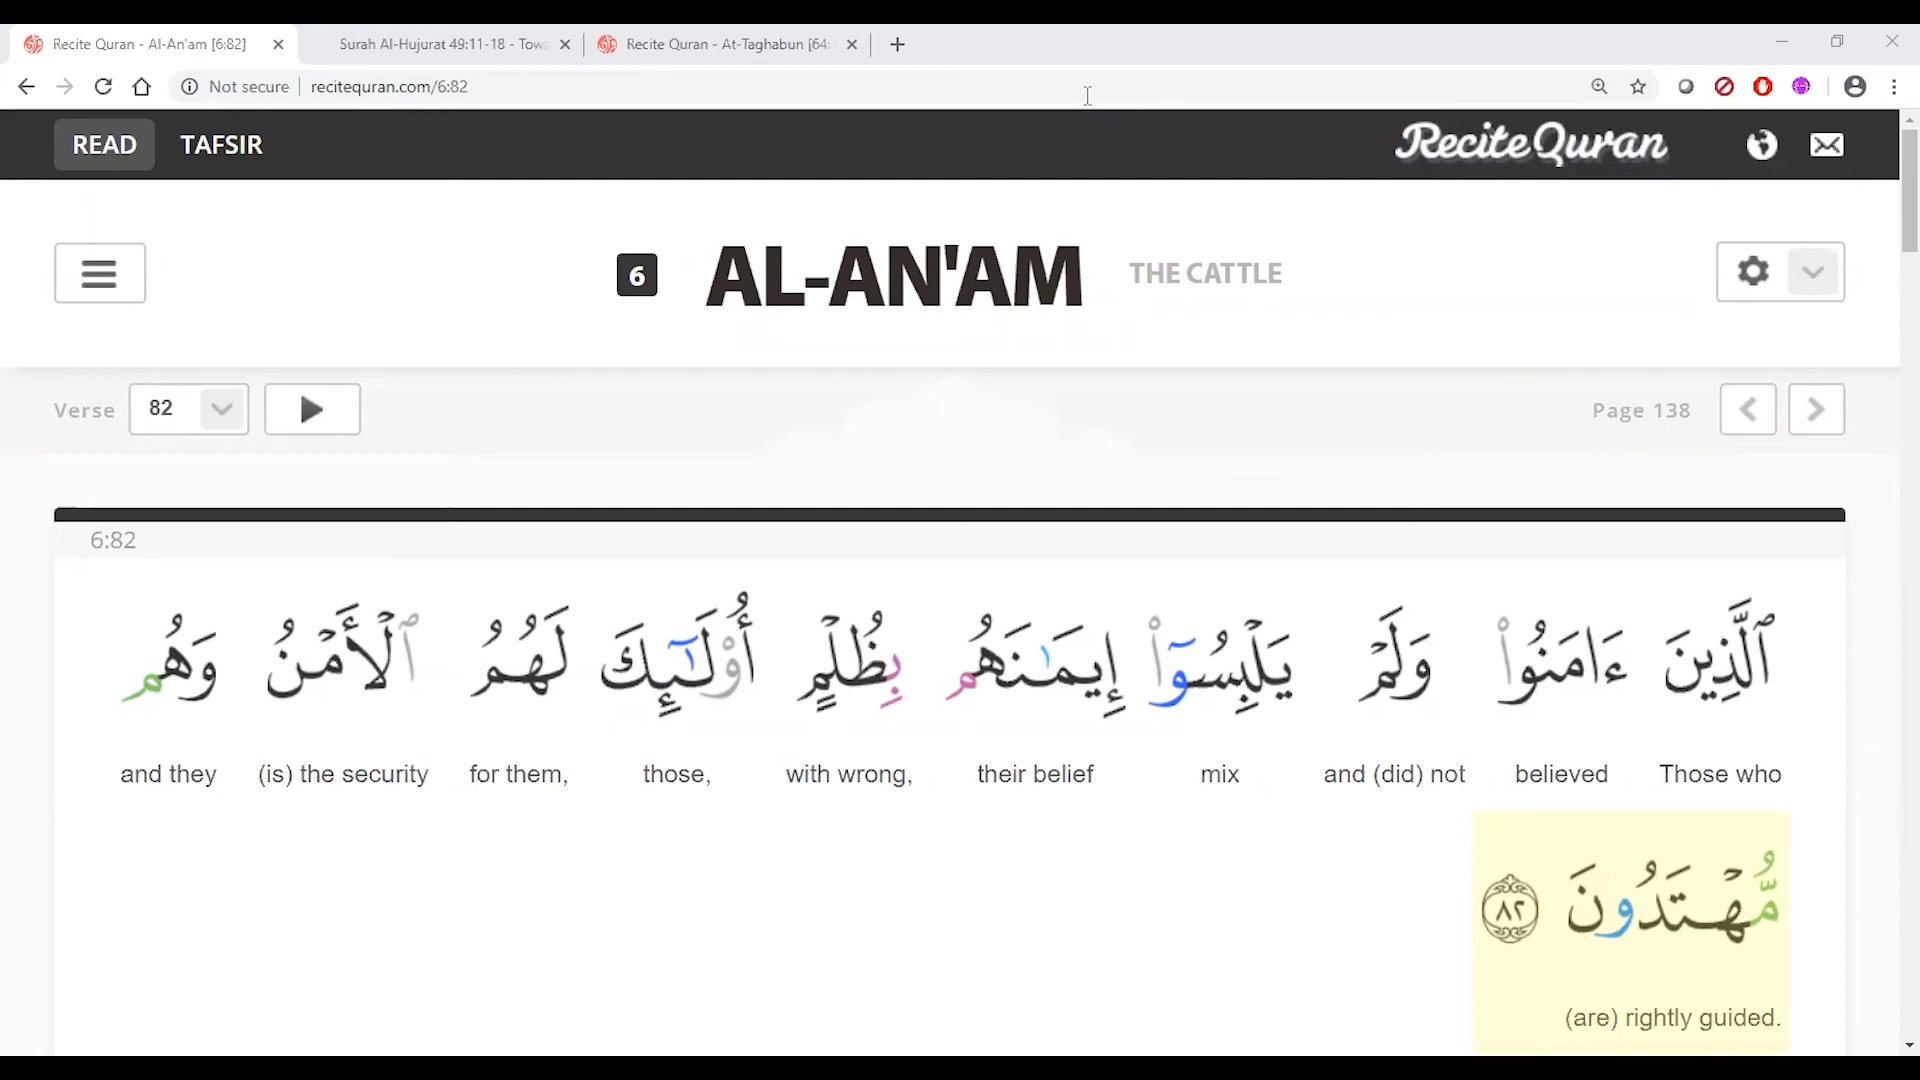 Recite Quran - Al-An'am [6:82]
Surah Al-Hujurat 49:11-18 - Towa
Recite Quran - At-Taghabun [64:
Not secure
recitequran.com/6:82
READ TAFSIR
Recite Quran
6 AL-AN'AM THE CATTLE
Verse 82
Page 138
6:82
ٱلَّذِينَ ءَامَنُوا۟ وَلَمْ يَلْبِسُوٓا۟ إِيمَـٰنَهُم بِظُلْمٍ أُو۟لَـٰٓئِكَ لَهُمُ ٱلْأَمْنُ وَهُم
Those who believed and (did) not mix their belief with wrong, those, for them, (is) the security and they
مُّهْتَدُونَ ٨٢
(are) rightly guided.